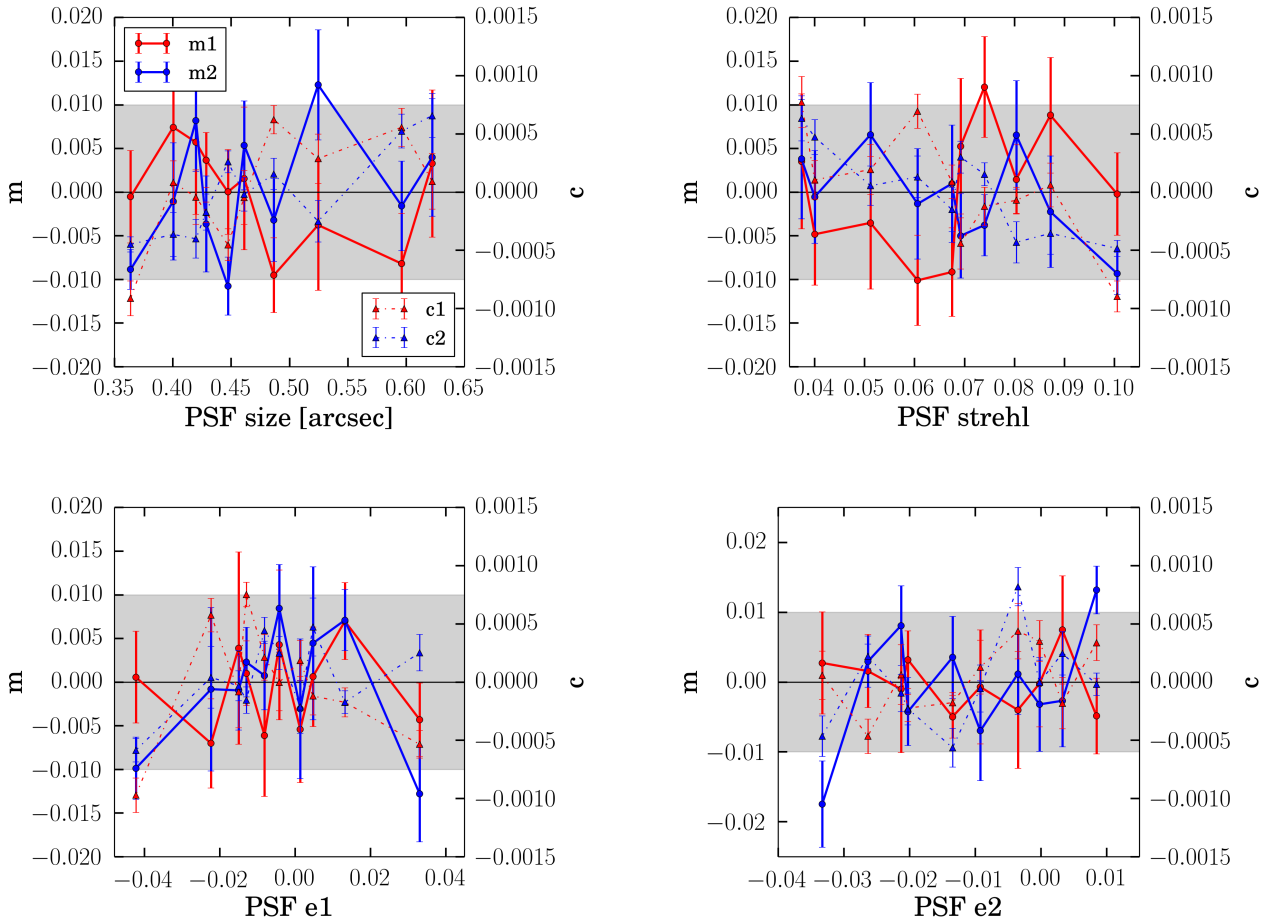 0.020 0.0015 0.020 0.0015
m1
m2
0.015 0.0010 0.015 0.0010
0.010 0.010
0.005 0.0005 0.005 0.0005
m 0.000 0.0000 c m 0.000 0.0000 c
−0.005 −0.0005 −0.005 −0.0005
−0.010 −0.010
c1
c2
−0.015 −0.0010 −0.015 −0.0010
−0.020 −0.0015 −0.020 −0.0015
0.35 0.40 0.45 0.50 0.55 0.60 0.65 0.04 0.05 0.06 0.07 0.08 0.09 0.10
PSF size [arcsec] PSF strehl
0.020 0.0015 0.0015
0.015 0.0010 0.02 0.0010
0.010 0.01
0.005 0.0005 0.0005
m 0.000 0.0000 c m 0.00 0.0000 c
−0.005 −0.0005 −0.0005
−0.010 −0.01
−0.015 −0.0010 −0.02 −0.0010
−0.020 −0.0015 −0.0015
−0.04 −0.02 0.00 0.02 0.04 −0.04 −0.03 −0.02 −0.01 0.00 0.01
PSF e1 PSF e2